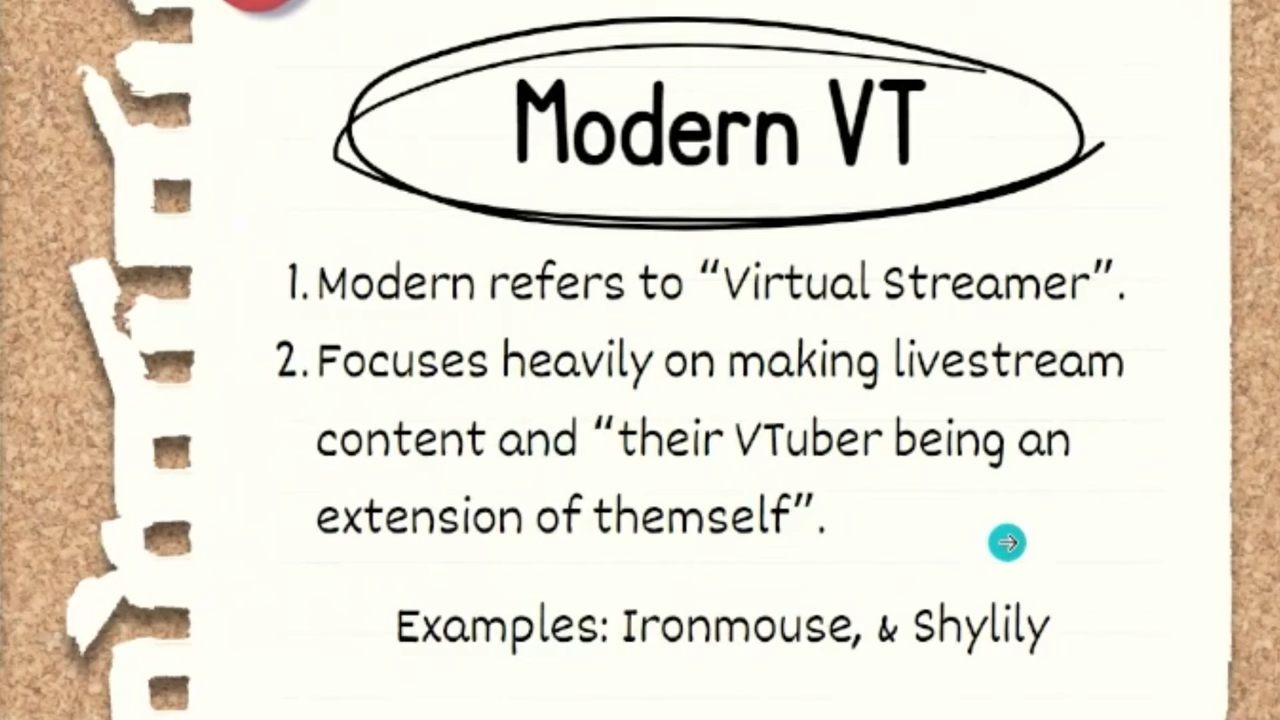 Modern VT
1. Modern refers to “Virtual Streamer”.
2. Focuses heavily on making livestream
content and “their VTuber being an
extension of themself”.
Examples: Ironmouse, & Shylily